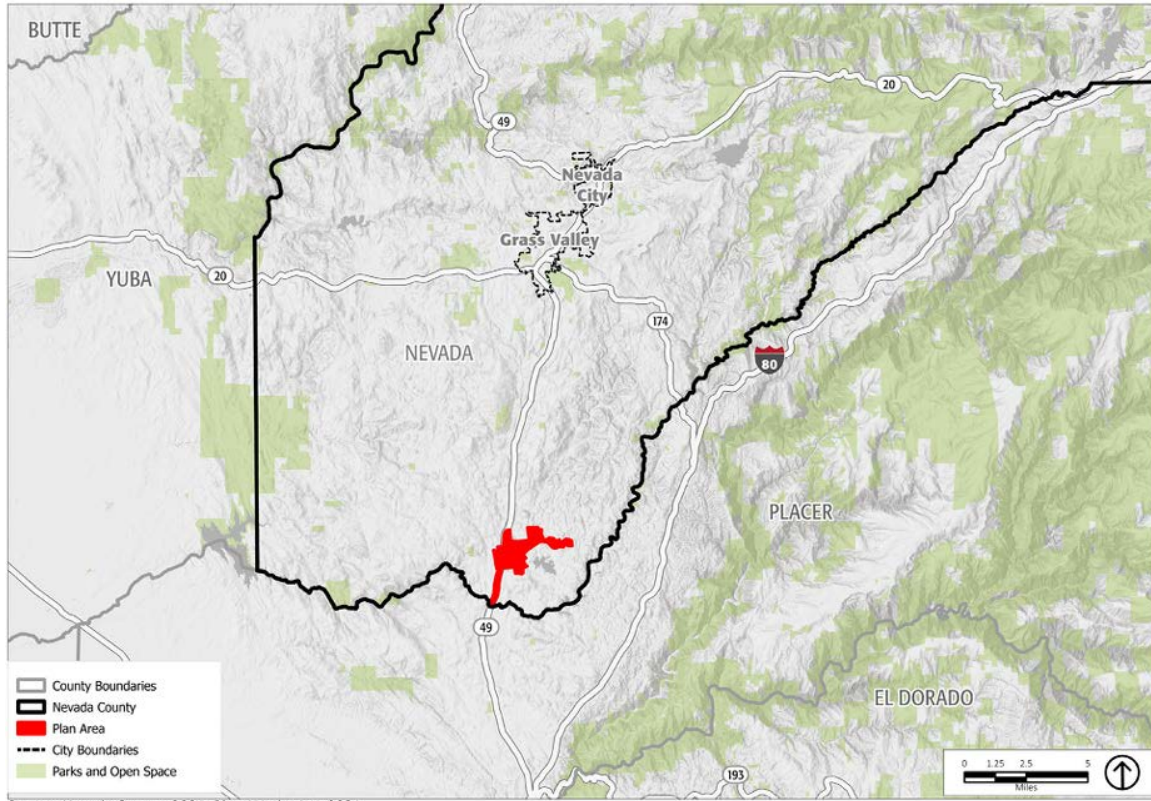 BUTTE
49
20
Nevada
City
Grass Valley
YUBA
20
174
NEVADA
80
PLACER
49
EL DORADO
193
County Boundaries
Nevada County
Plan Area
City Boundaries
Parks and Open Space
0 1.25 2.5 5
Miles